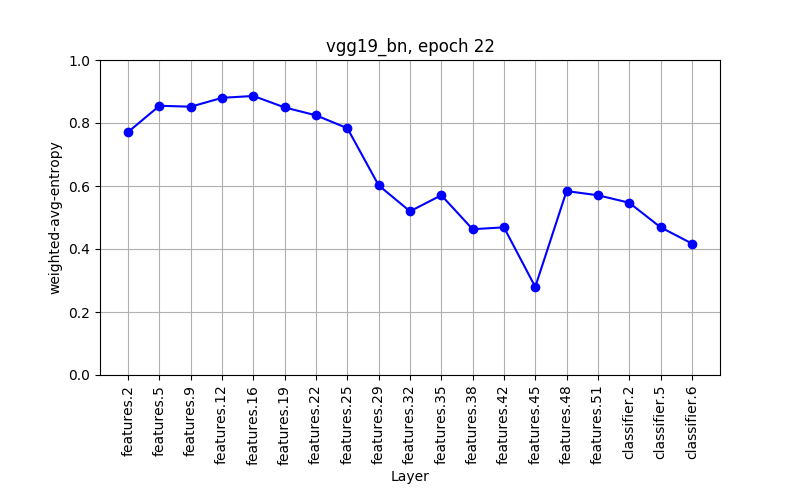 vgg19_bn, epoch 22
1.0
0.8
0.6
0.4
0.2
0.0
weighted-avg-entropy
features.2
features.5
features.9
features.12
features.16
features.19
features.22
features.25
features.29
features.32
features.35
features.38
features.42
features.45
features.48
features.51
classifier.2
classifier.5
classifier.6
Layer